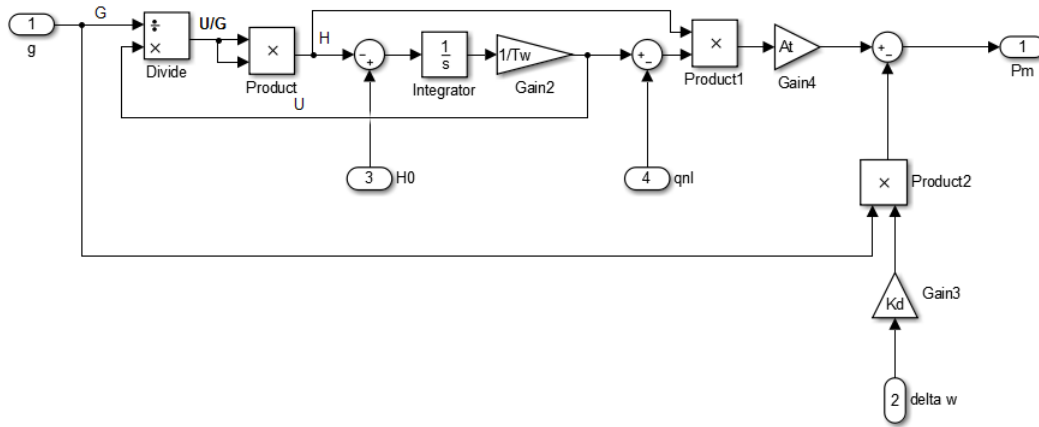 1
g
G
÷
×
Divide
U/G
×
Product
H
U
−
+
1
s
Integrator
1/Tw
Gain2
+
−
×
Product1
At
Gain4
+
−
1
Pm
3
H0
4
qnl
×
Product2
Kd
Gain3
2
delta w